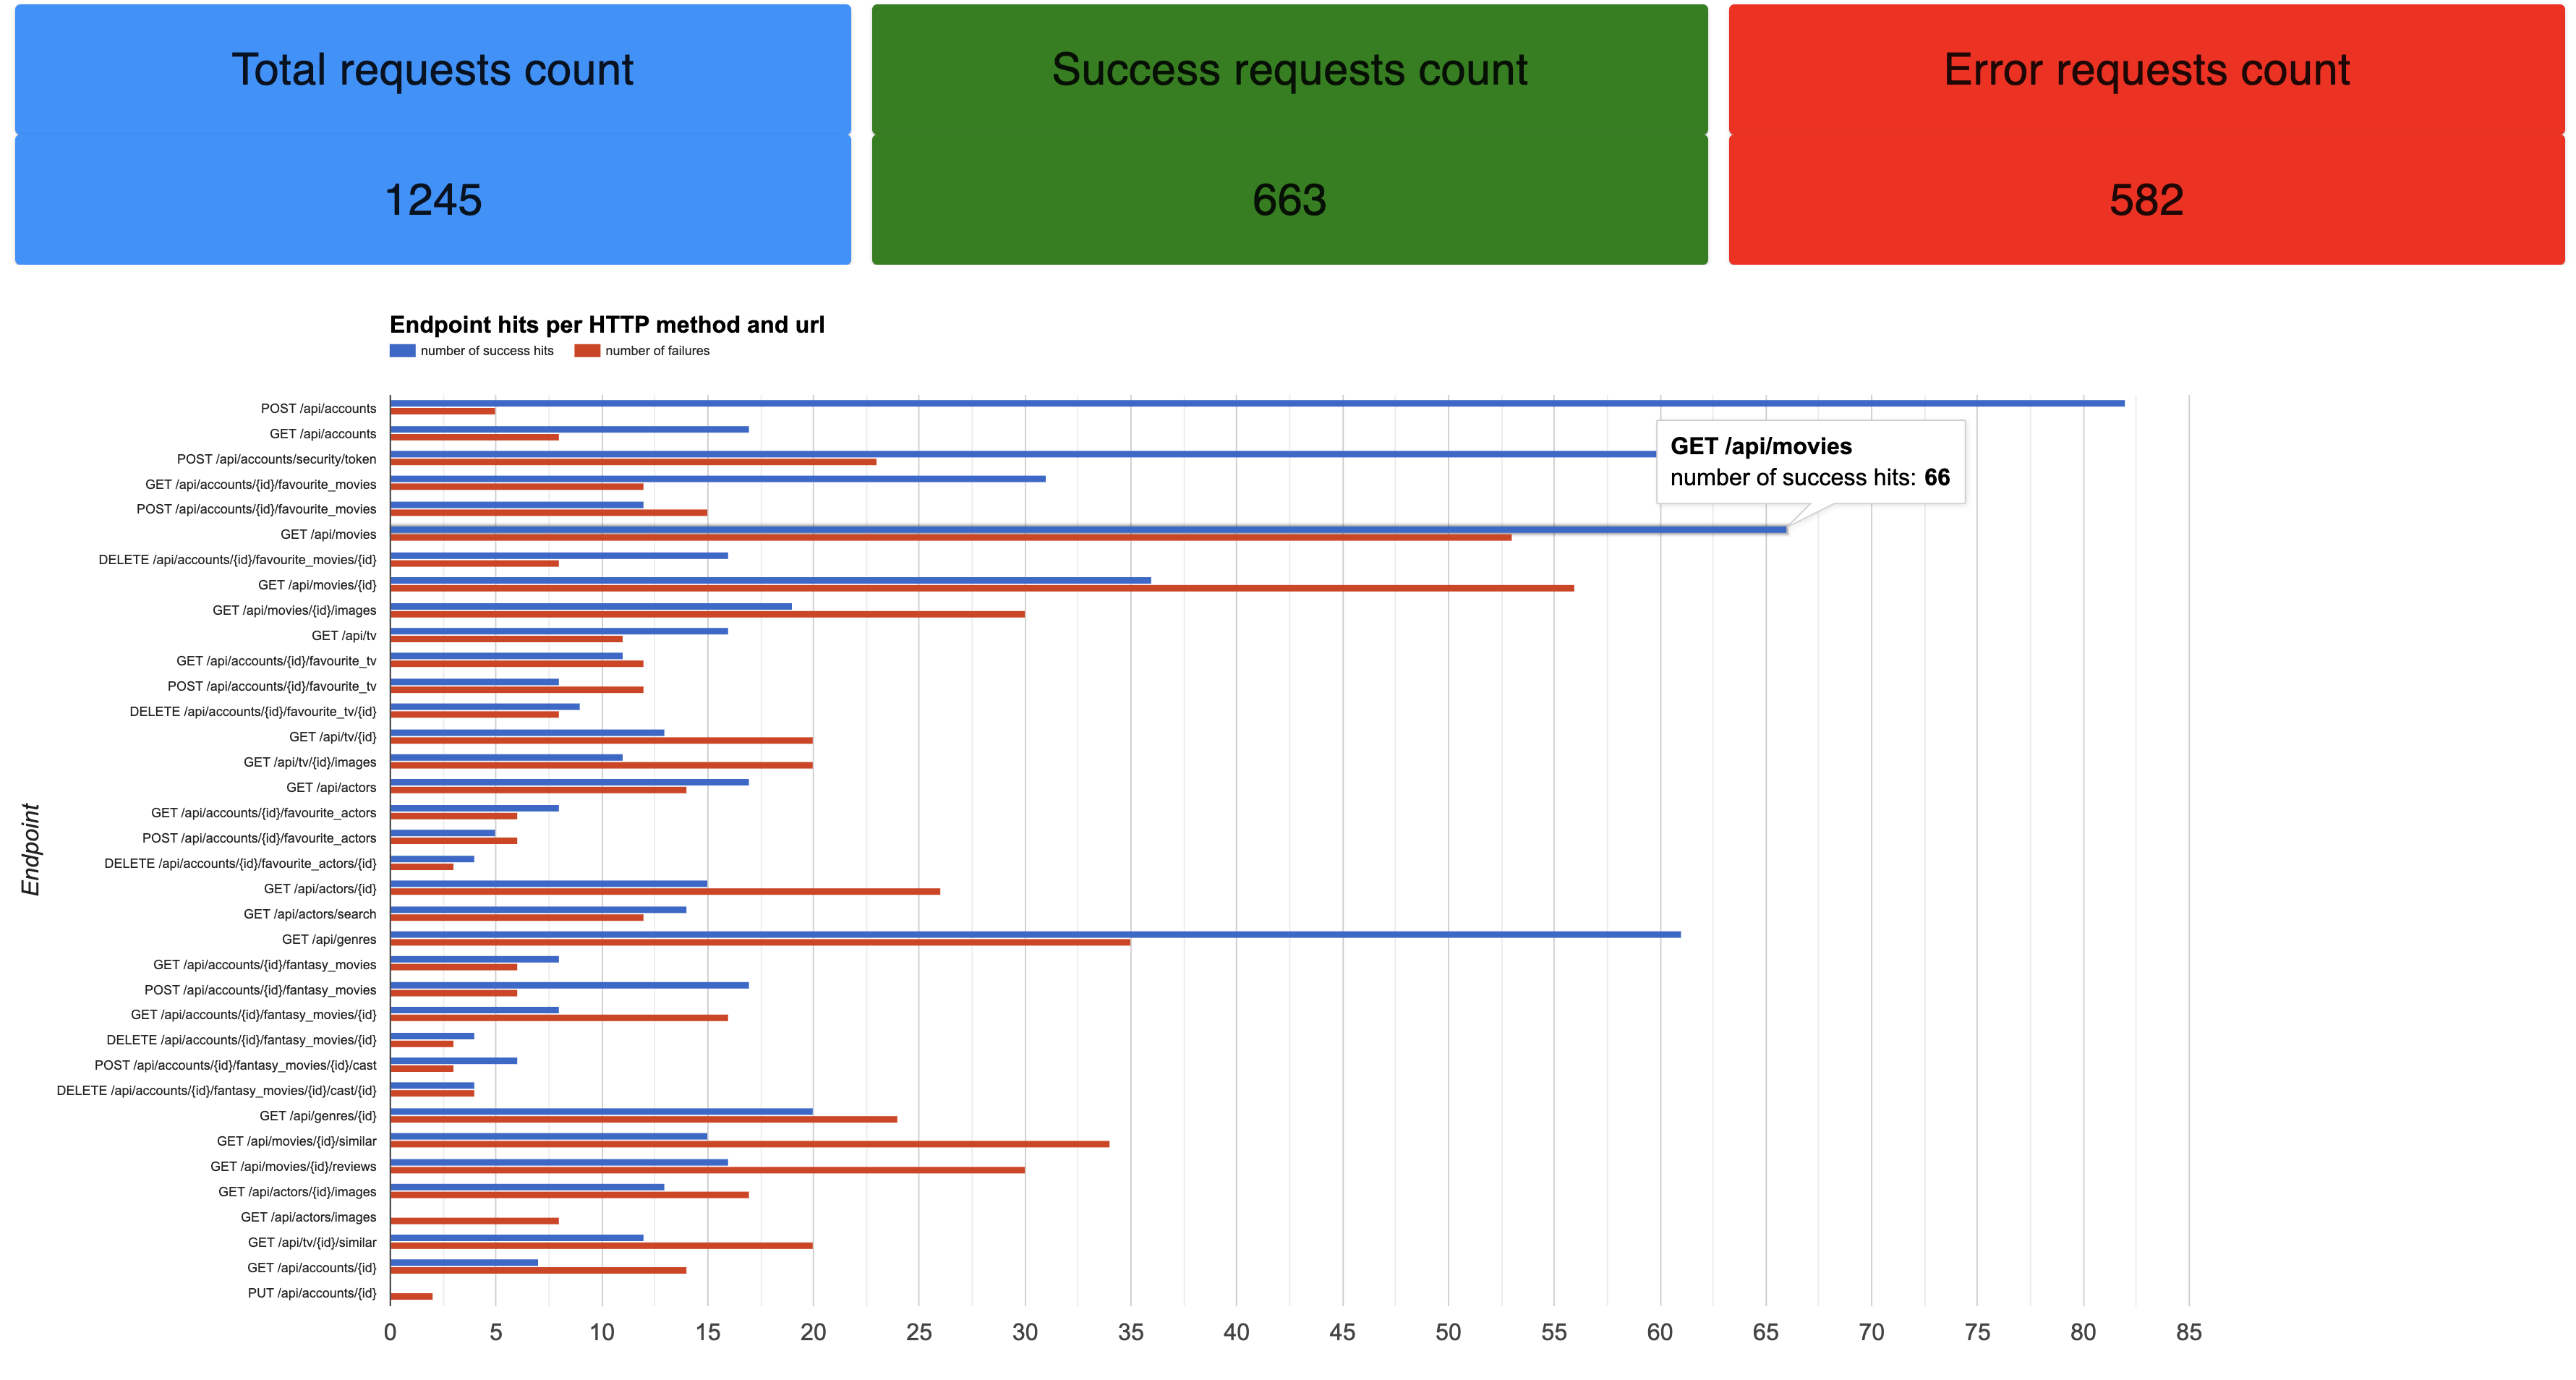 Total requests count
Success requests count
Error requests count
1245
663
582
Endpoint hits per HTTP method and url
number of success hits
number of failures
POST /api/accounts
GET /api/accounts
GET /api/movies
POST /api/accounts/security/token
number of success hits: 66
GET /api/accounts/{id}/favourite_movies
POST /api/accounts/{id}/favourite_movies
GET /api/movies
DELETE /api/accounts/{id}/favourite_movies/{id}
GET /api/movies/{id}
GET /api/movies/{id}/images
GET /api/tv
GET /api/accounts/{id}/favourite_tv
POST /api/accounts/{id}/favourite_tv
DELETE /api/accounts/{id}/favourite_tv/{id}
GET /api/tv/{id}
GET /api/tv/{id}/images
GET /api/actors
GET /api/accounts/{id}/favourite_actors
POST /api/accounts/{id}/favourite_actors
Endpoint
DELETE /api/accounts/{id}/favourite_actors/{id}
GET /api/actors/{id}
GET /api/actors/search
GET /api/genres
GET /api/accounts/{id}/fantasy_movies
POST /api/accounts/{id}/fantasy_movies
GET /api/accounts/{id}/fantasy_movies/{id}
DELETE /api/accounts/{id}/fantasy_movies/{id}
POST /api/accounts/{id}/fantasy_movies/{id}/cast
DELETE /api/accounts/{id}/fantasy_movies/{id}/cast/{id}
GET /api/genres/{id}
GET /api/movies/{id}/similar
GET /api/movies/{id}/reviews
GET /api/actors/{id}/images
GET /api/actors/images
GET /api/tv/{id}/similar
GET /api/accounts/{id}
PUT /api/accounts/{id}
0 5 10 15 20 25 30 35 40 45 50 55 60 65 70 75 80 85